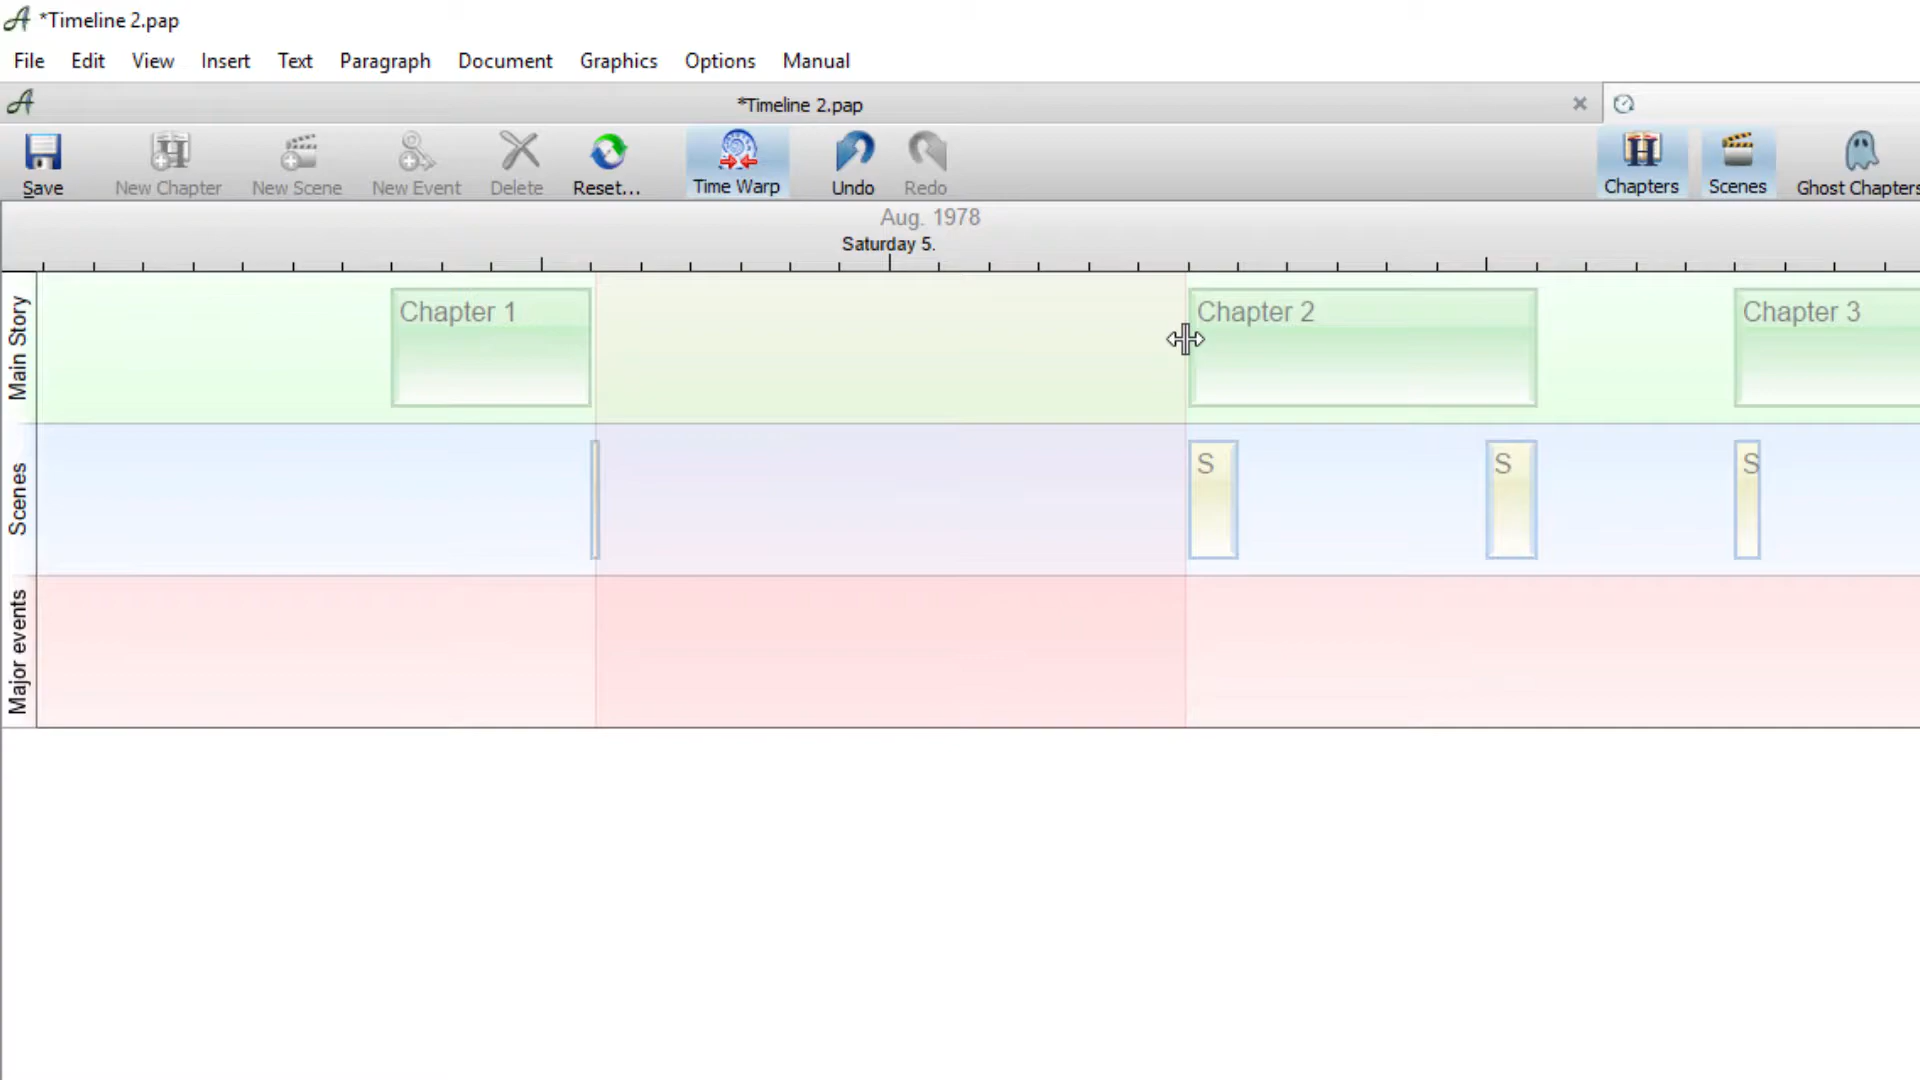 *Timeline 2.pap
File Edit View Insert Text Paragraph Document Graphics Options Manual
*Timeline 2.pap
Save New Chapter New Scene New Event Delete Reset... Time Warp Undo Redo Chapters Scenes Ghost Chapters
Aug. 1978
Saturday 5.
Main Story
Chapter 1 Chapter 2 Chapter 3
Scenes
S S S
Major events